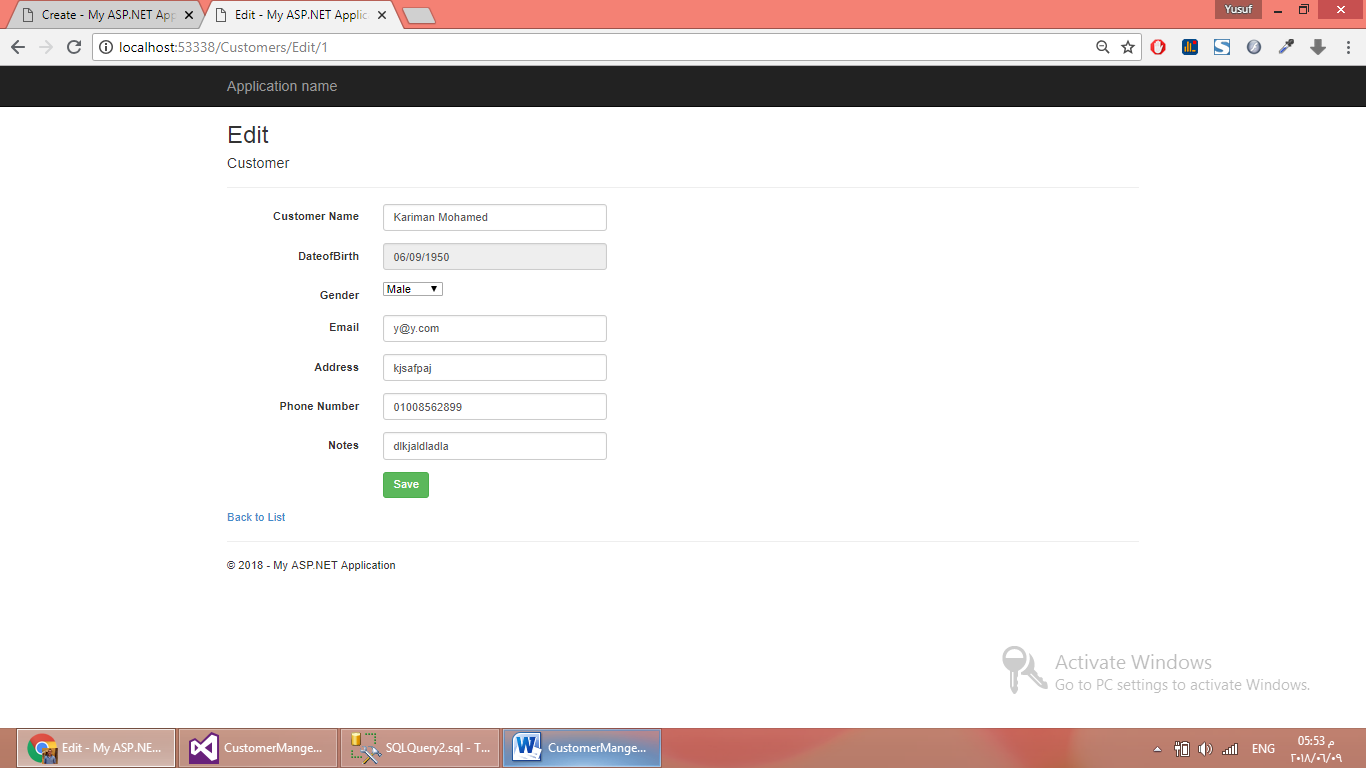 Create - My ASP.NET App
Edit - My ASP.NET Applic
Yusuf
localhost:53338/Customers/Edit/1
Application name
Edit
Customer
Customer Name Kariman Mohamed
DateofBirth 06/09/1950
Gender Male
Email y@y.com
Address kjsafpaj
Phone Number 01008562899
Notes dlkjaldladla
Save
Back to List
© 2018 - My ASP.NET Application
Activate Windows
Go to PC settings to activate Windows.
Edit - My ASP.NE... CustomerMange... SQLQuery2.sql - T... CustomerMange... ENG
05:53 م
٢٠١٨/٠٦/٠٩